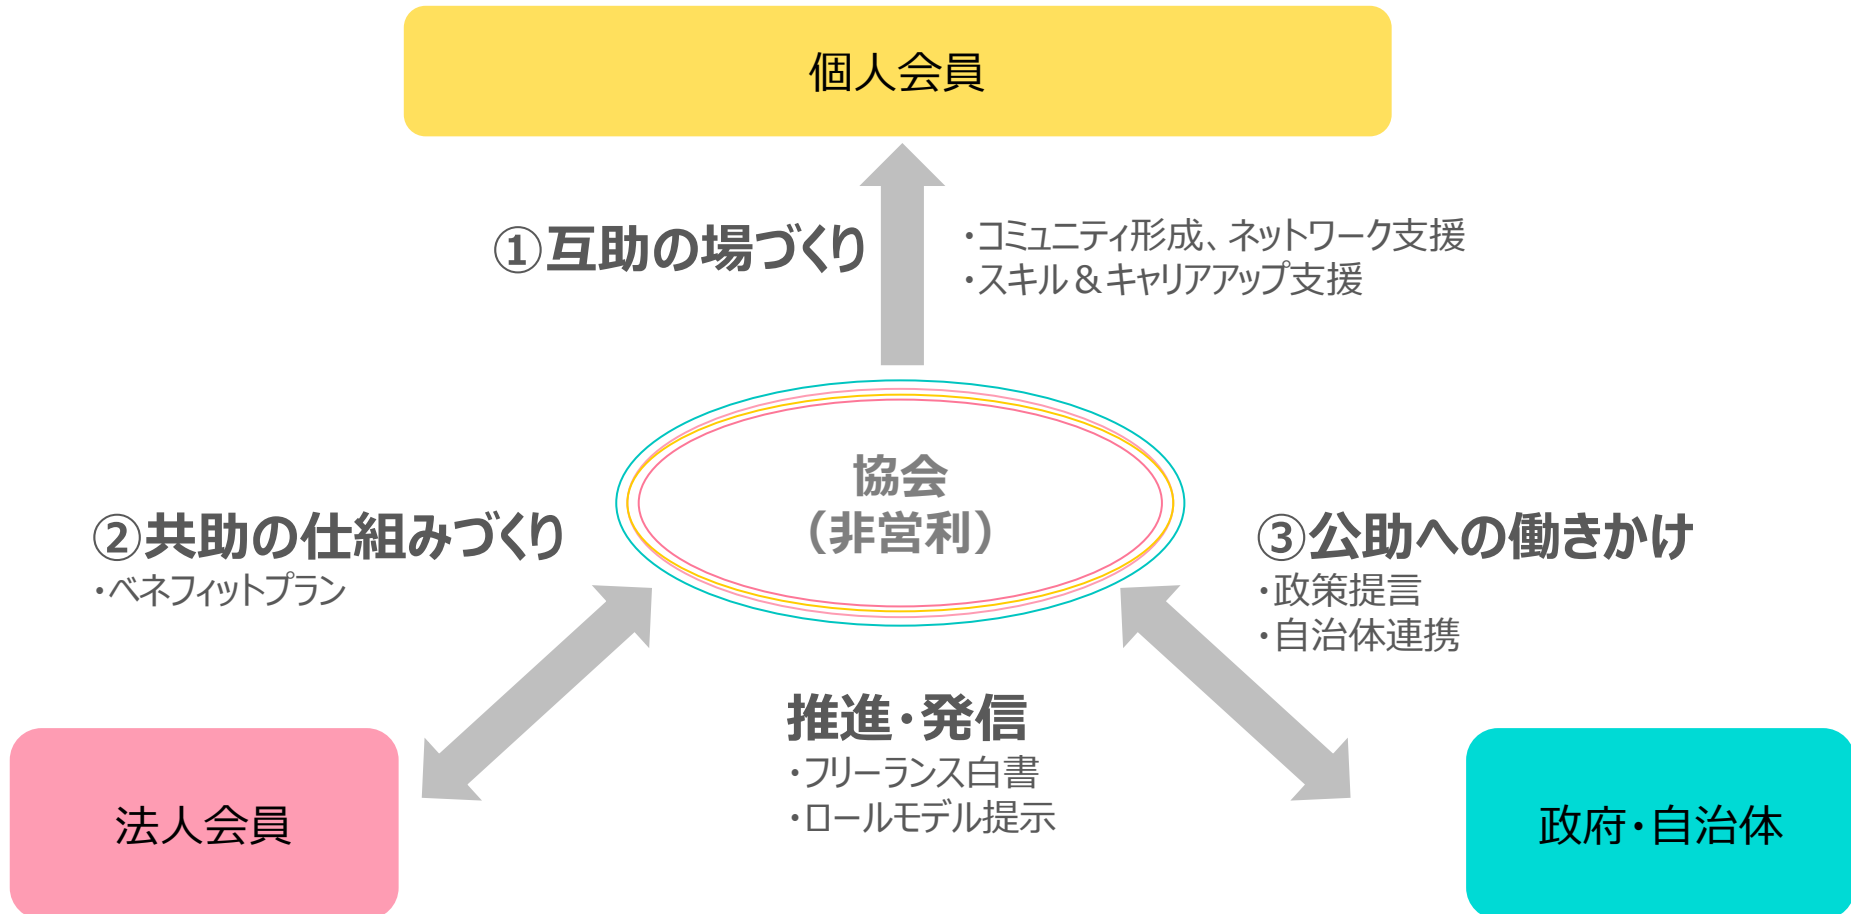 個人会員
①互助の場づくり
・コミュニティ形成、ネットワーク支援
・スキル＆キャリアアップ支援
協会
（非営利）
②共助の仕組みづくり
・ベネフィットプラン
③公助への働きかけ
・政策提言
・自治体連携
推進・発信
・フリーランス白書
・ロールモデル提示
法人会員
政府・自治体